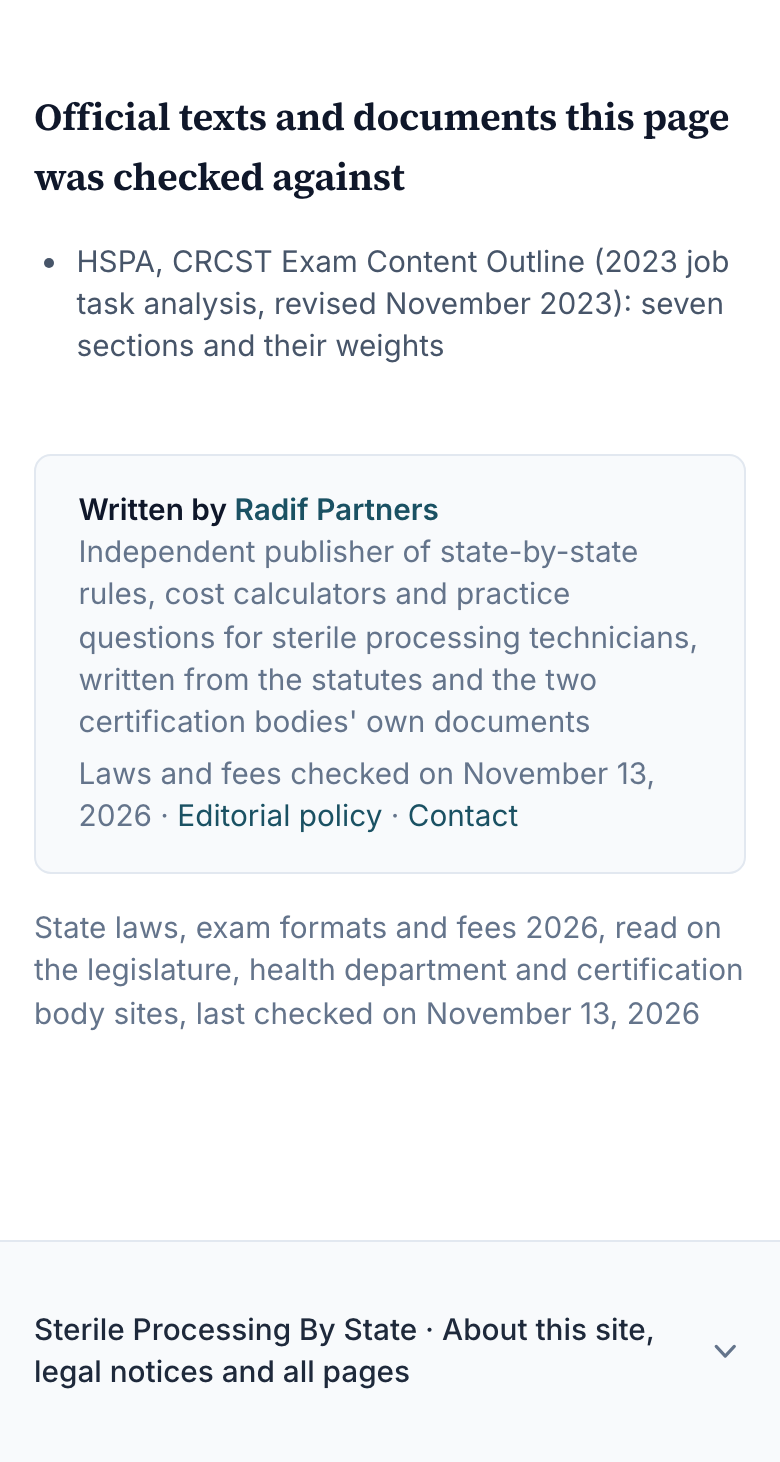 Official texts and documents this page
was checked against
• HSPA, CRCST Exam Content Outline (2023 job
task analysis, revised November 2023): seven
sections and their weights
Written by Radif Partners
Independent publisher of state-by-state
rules, cost calculators and practice
questions for sterile processing technicians,
written from the statutes and the two
certification bodies' own documents
Laws and fees checked on November 13,
2026 · Editorial policy · Contact
State laws, exam formats and fees 2026, read on
the legislature, health department and certification
body sites, last checked on November 13, 2026
Sterile Processing By State · About this site,
legal notices and all pages